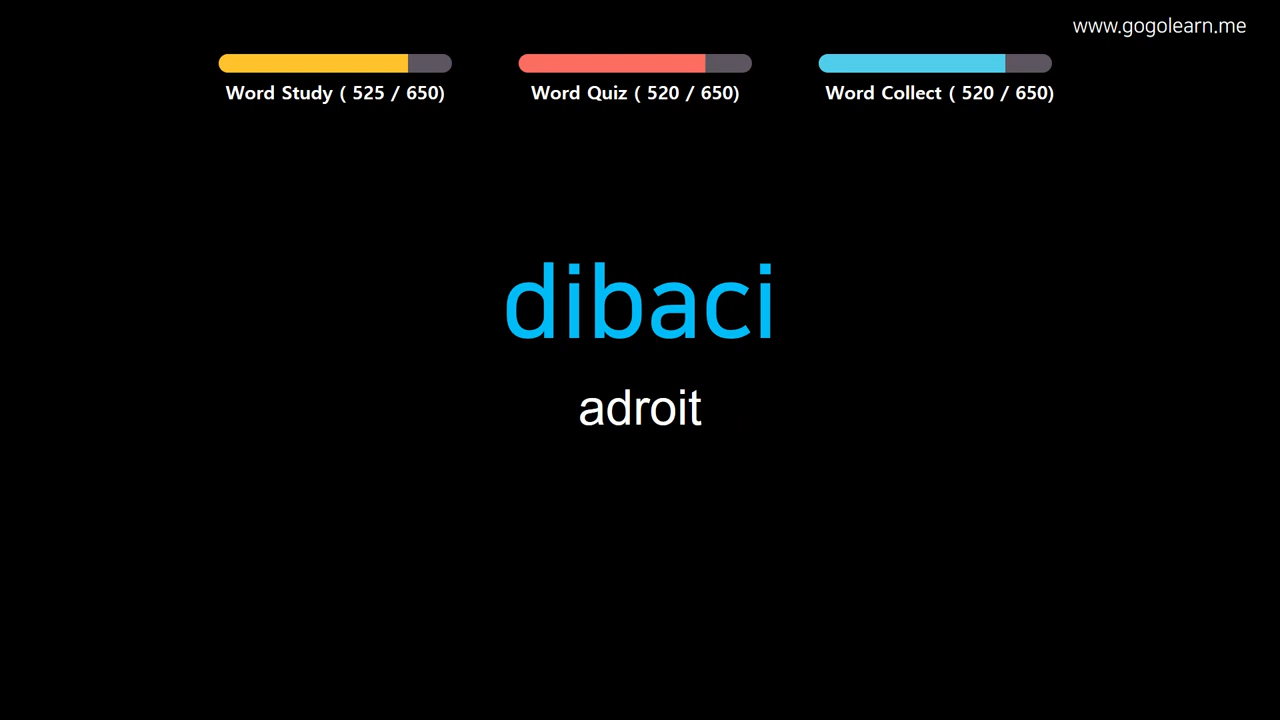 www.gogolearn.me
Word Study ( 525 / 650)
Word Quiz ( 520 / 650)
Word Collect ( 520 / 650)
dibaci
adroit